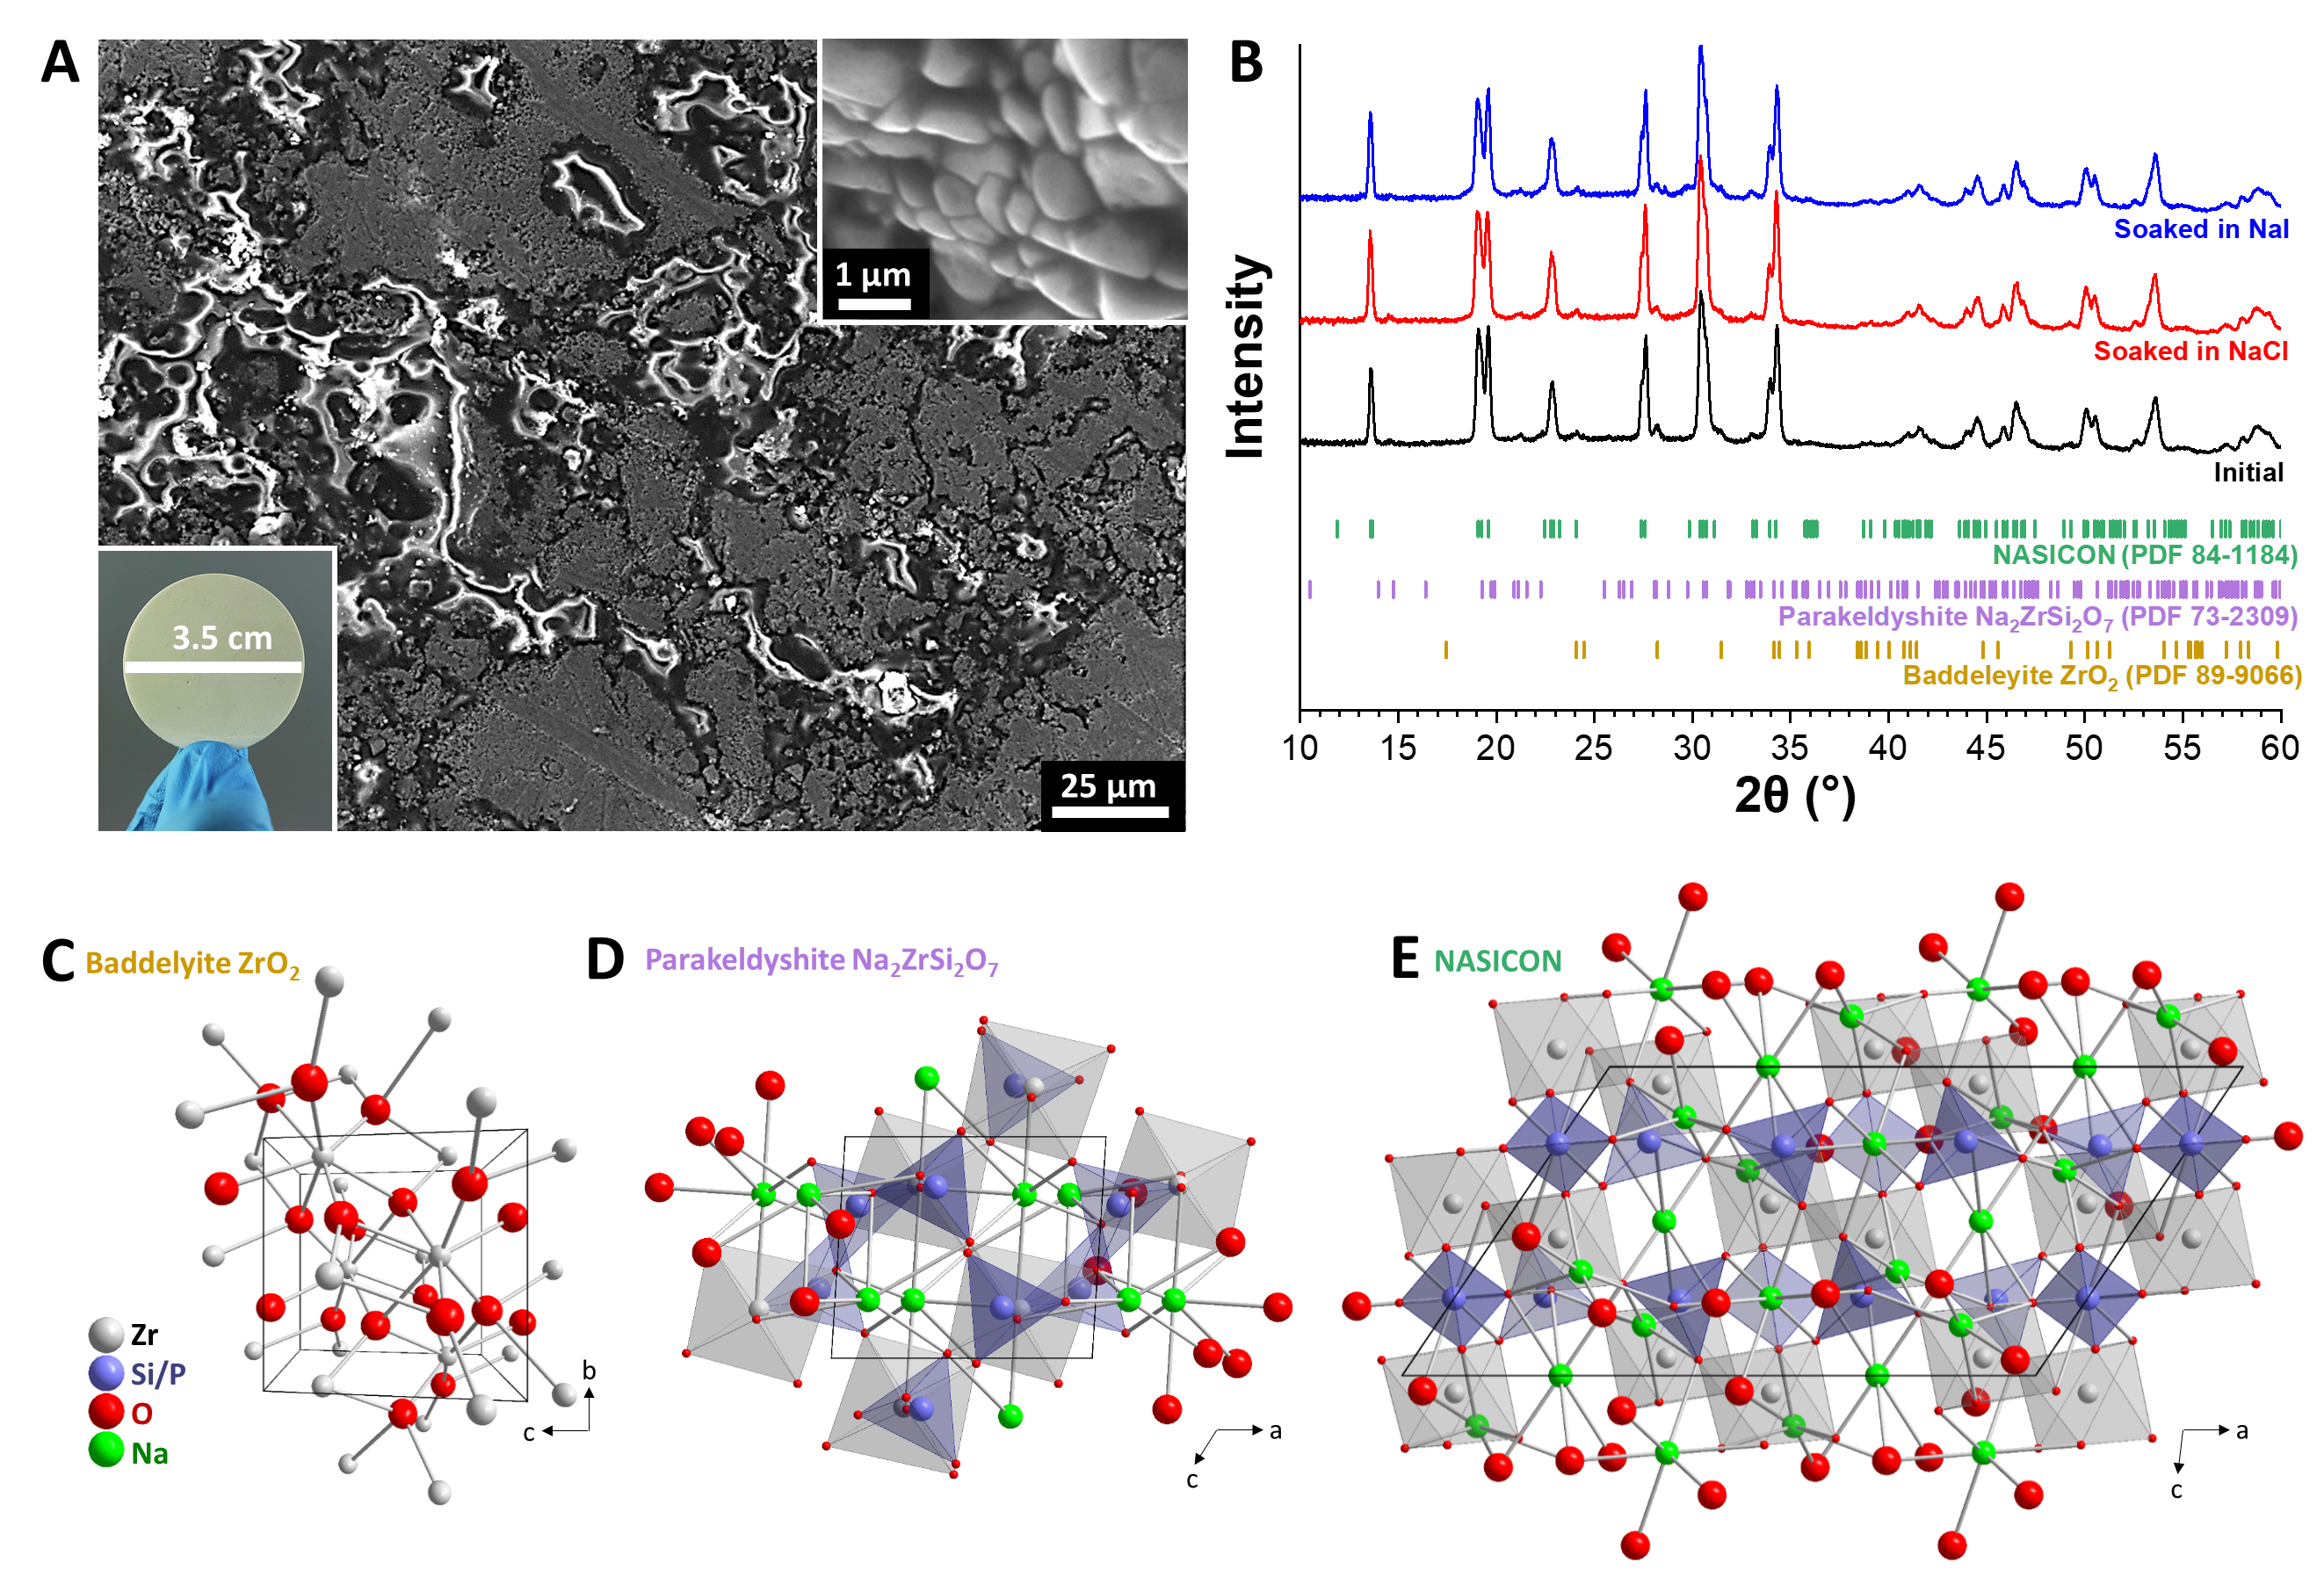 A
1 µm
3.5 cm
25 µm
B
Intensity
Soaked in NaI
Soaked in NaCl
Initial
NASICON (PDF 84-1184)
Parakeldyshite Na₂ZrSi₂O₇ (PDF 73-2309)
Baddeleyite ZrO₂ (PDF 89-9066)
10 15 20 25 30 35 40 45 50 55 60
2θ (°)
C Baddelyite ZrO₂
Zr
Si/P
O
Na
b
c
D Parakeldyshite Na₂ZrSi₂O₇
a
c
E NASICON
a
c